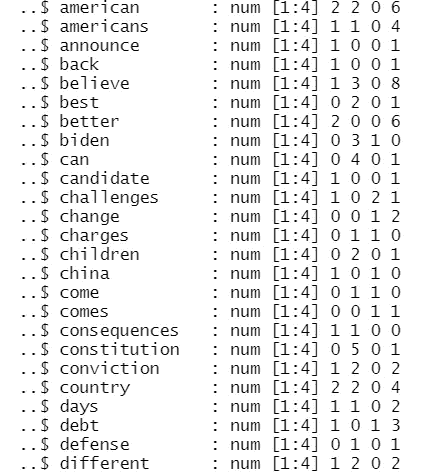 ..$ american : num [1:4] 2 2 0 6
..$ americans : num [1:4] 1 1 0 4
..$ announce : num [1:4] 1 0 0 1
..$ back : num [1:4] 1 0 0 1
..$ believe : num [1:4] 1 3 0 8
..$ best : num [1:4] 0 2 0 1
..$ better : num [1:4] 2 0 0 6
..$ biden : num [1:4] 0 3 1 0
..$ can : num [1:4] 0 4 0 1
..$ candidate : num [1:4] 1 0 0 1
..$ challenges : num [1:4] 1 0 2 1
..$ change : num [1:4] 0 0 1 2
..$ charges : num [1:4] 0 1 1 0
..$ children : num [1:4] 0 2 0 1
..$ china : num [1:4] 1 0 1 0
..$ come : num [1:4] 0 1 1 0
..$ comes : num [1:4] 0 0 1 1
..$ consequences : num [1:4] 1 1 0 0
..$ constitution : num [1:4] 0 5 0 1
..$ conviction : num [1:4] 1 2 0 2
..$ country : num [1:4] 2 2 0 4
..$ days : num [1:4] 1 1 0 2
..$ debt : num [1:4] 1 0 1 3
..$ defense : num [1:4] 0 1 0 1
..$ different : num [1:4] 1 2 0 2